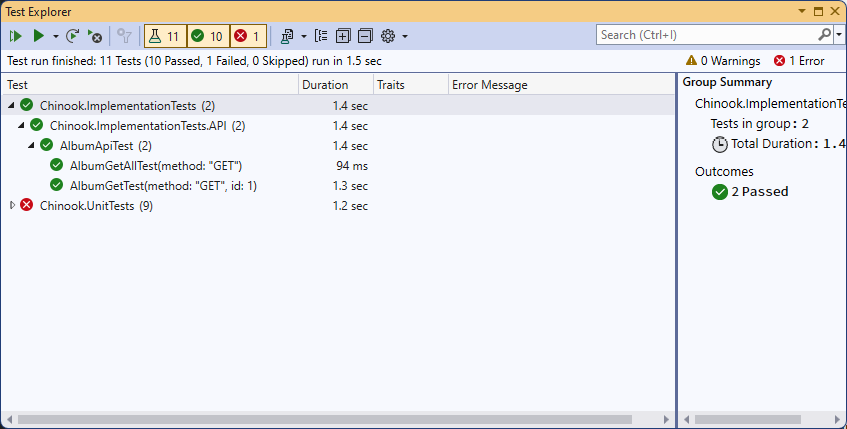 Test Explorer
11 10 1 Search (Ctrl+I)
Test run finished: 11 Tests (10 Passed, 1 Failed, 0 Skipped) run in 1.5 sec 0 Warnings 1 Error
Test Duration Traits Error Message
Chinook.ImplementationTests (2) 1.4 sec
Chinook.ImplementationTests.API (2) 1.4 sec
AlbumApiTest (2) 1.4 sec
AlbumGetAllTest(method: "GET") 94 ms
AlbumGetTest(method: "GET", id: 1) 1.3 sec
Chinook.UnitTests (9) 1.2 sec
Group Summary
Chinook.ImplementationTe
Tests in group: 2
Total Duration: 1.4
Outcomes
2 Passed